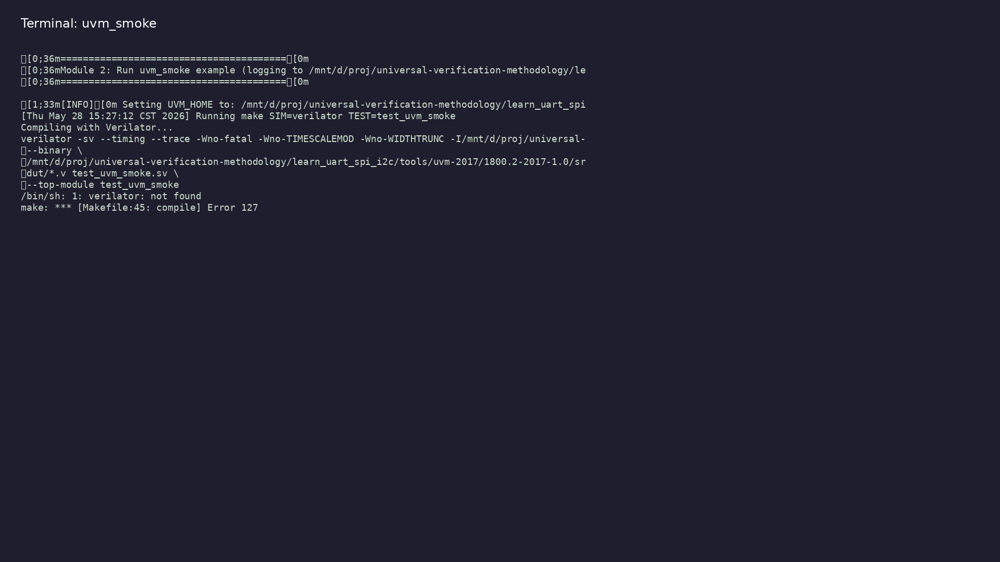 Terminal: uvm_smoke
[0;36m========================================[0m
[0;36mModule 2: Run uvm_smoke example (logging to /mnt/d/proj/universal-verification-methodology/le
[0;36m========================================[0m
[1;33m[INFO][0m Setting UVM_HOME to: /mnt/d/proj/universal-verification-methodology/learn_uart_spi
[Thu May 28 15:27:12 CST 2026] Running make SIM=verilator TEST=test_uvm_smoke
Compiling with Verilator...
verilator -sv --timing --trace -Wno-fatal -Wno-TIMESCALEMOD -Wno-WIDTHTRUNC -I/mnt/d/proj/universal-
--binary \
/mnt/d/proj/universal-verification-methodology/learn_uart_spi_i2c/tools/uvm-2017/1800.2-2017-1.0/sr
dut/*.v test_uvm_smoke.sv \
--top-module test_uvm_smoke
/bin/sh: 1: verilator: not found
make: *** [Makefile:45: compile] Error 127